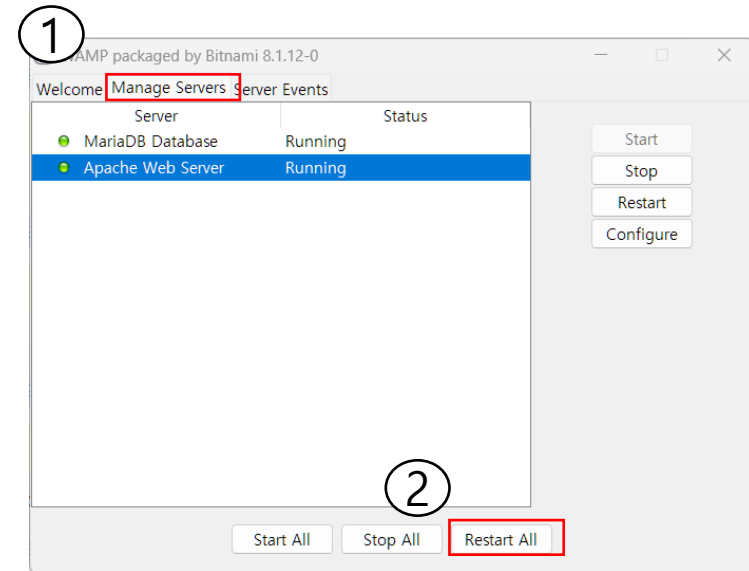 1
AMP packaged by Bitnami 8.1.12-0
Welcome Manage Servers Server Events
Server Status
MariaDB Database Running
Apache Web Server Running
Start
Stop
Restart
Configure
2
Start All Stop All Restart All